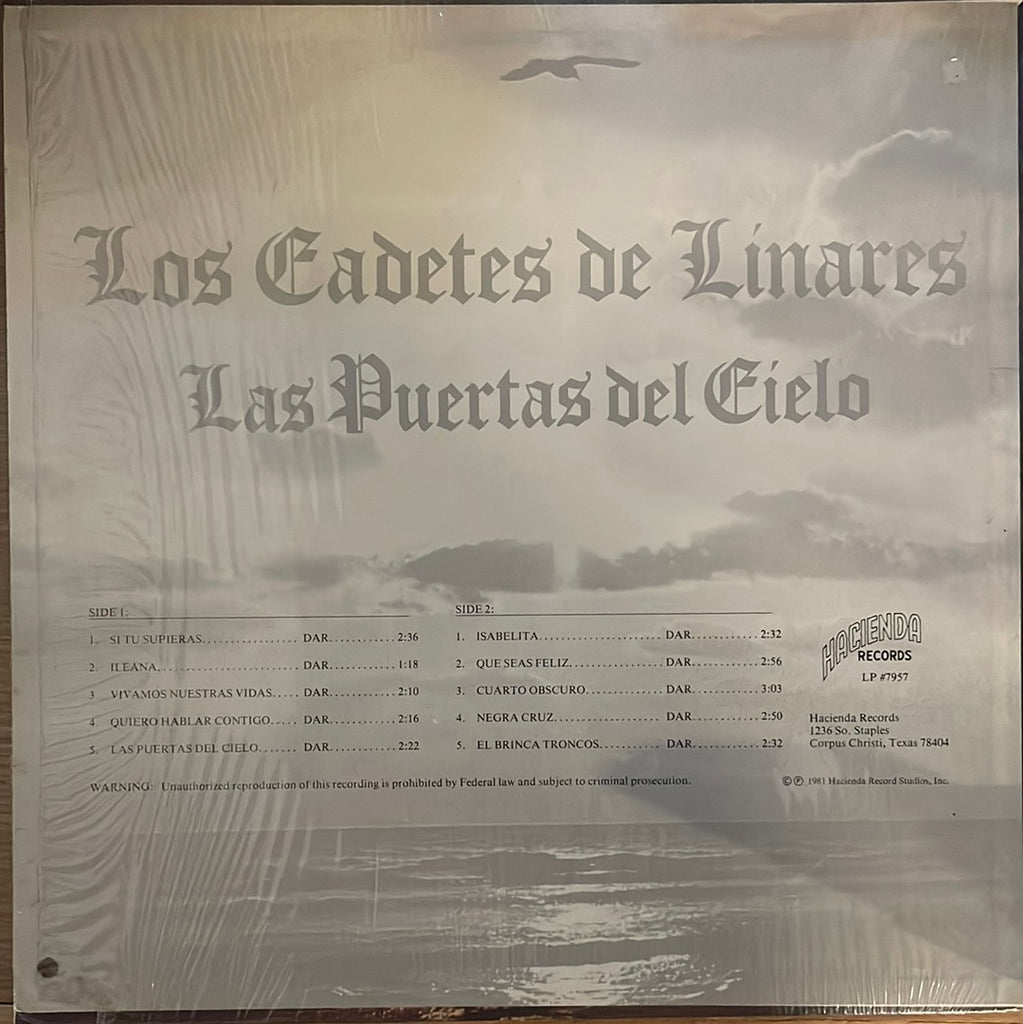 Los Cadetes de Linares
Las Puertas del Cielo
SIDE 1:
1. SI TU SUPIERAS................. DAR............ 2:36
2. ILEANA......................... DAR............ 1:18
3. VIVAMOS NUESTRAS VIDAS..... DAR............ 2:10
4. QUIERO HABLAR CONTIGO..... DAR............ 2:16
5. LAS PUERTAS DEL CIELO....... DAR............ 2:22
SIDE 2:
1. ISABELITA...................... DAR............ 2:32
2. QUE SEAS FELIZ................ DAR............ 2:56
3. CUARTO OBSCURO............. DAR............ 3:03
4. NEGRA CRUZ................... DAR............ 2:50
5. EL BRINCA TRONCOS.......... DAR............ 2:32
HACIENDA
RECORDS
LP #7957
Hacienda Records
1236 So. Staples
Corpus Christi, Texas 78404
WARNING: Unauthorized reproduction of this recording is prohibited by Federal law and subject to criminal prosecution.
©℗ 1981 Hacienda Record Studios, Inc.